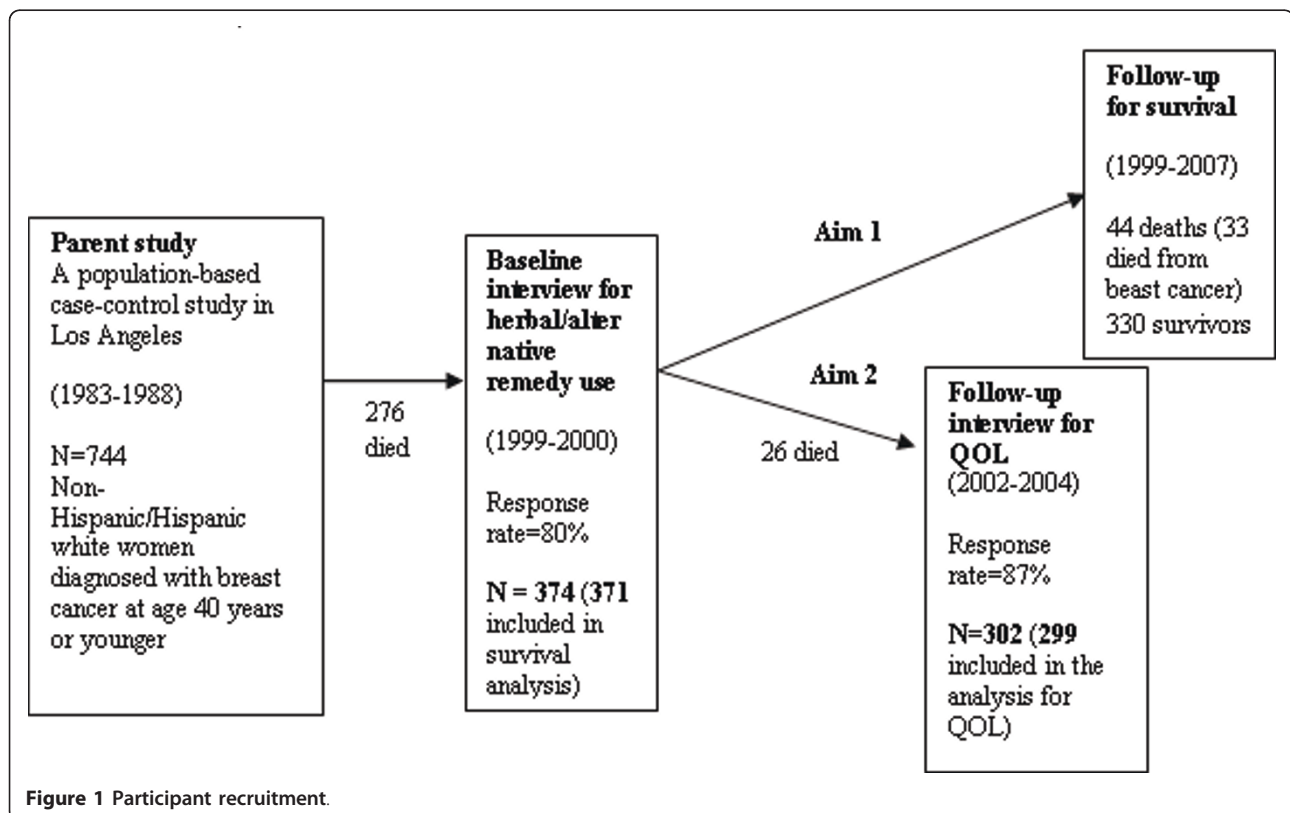 Parent study
A population-based
case-control study in
Los Angeles
(1983-1988)
N=744
Non-
Hispanic/Hispanic
white women
diagnosed with breast
cancer at age 40 years
or younger
276
died
Baseline
interview for
herbal/alter
native
remedy use
(1999-2000)
Response
rate=80%
N = 374 (371
included in
survival
analysis)
Aim 1
Follow-up
for survival
(1999-2007)
44 deaths (33
died from
beast cancer)
330 survivors
Aim 2
26 died
Follow-up
interview for
QOL
(2002-2004)
Response
rate=87%
N=302 (299
included in the
analysis for
QOL)
Figure 1 Participant recruitment.